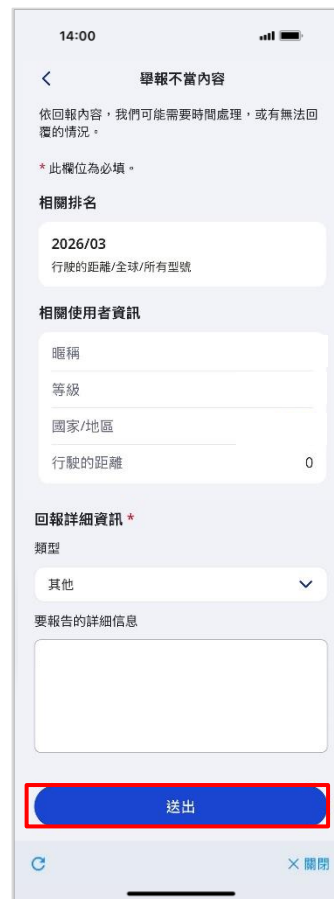 14:00
舉報不當內容
依回報內容，我們可能需要時間處理，或有無法回
覆的情況。
* 此欄位為必填。
相關排名
2026/03
行駛的距離/全球/所有型號
相關使用者資訊
暱稱
等級
國家/地區
行駛的距離 0
回報詳細資訊 *
類型
其他
要報告的詳細信息
送出
× 關閉